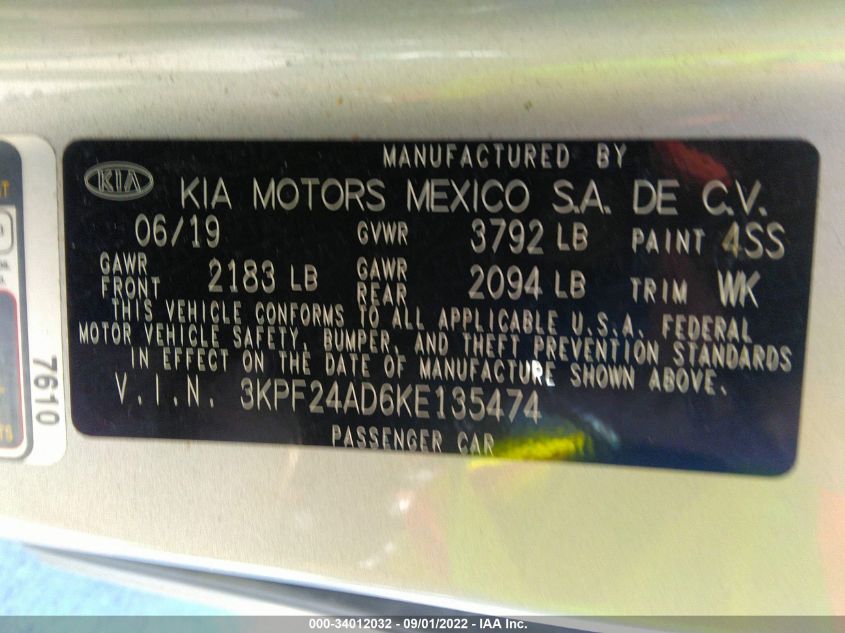 MANUFACTURED BY
KIA KIA MOTORS MEXICO S.A. DE C.V.
06/19 GVWR 3792 LB PAINT 4SS
GAWR FRONT 2183 LB GAWR REAR 2094 LB TRIM WK
THIS VEHICLE CONFORMS TO ALL APPLICABLE U.S.A. FEDERAL
MOTOR VEHICLE SAFETY, BUMPER, AND THEFT PREVENTION STANDARDS
IN EFFECT ON THE DATE OF MANUFACTURE SHOWN ABOVE.
V.I.N. 3KPF24AD6KE135474
PASSENGER CAR
7610
000-34012032 - 09/01/2022 - IAA Inc.